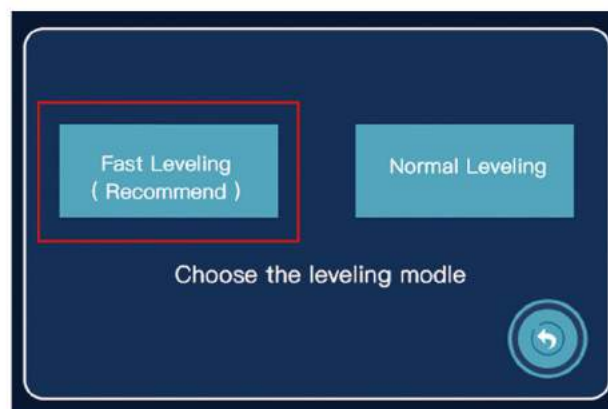 Fast Leveling
( Recommend )
Normal Leveling
Choose the leveling modle